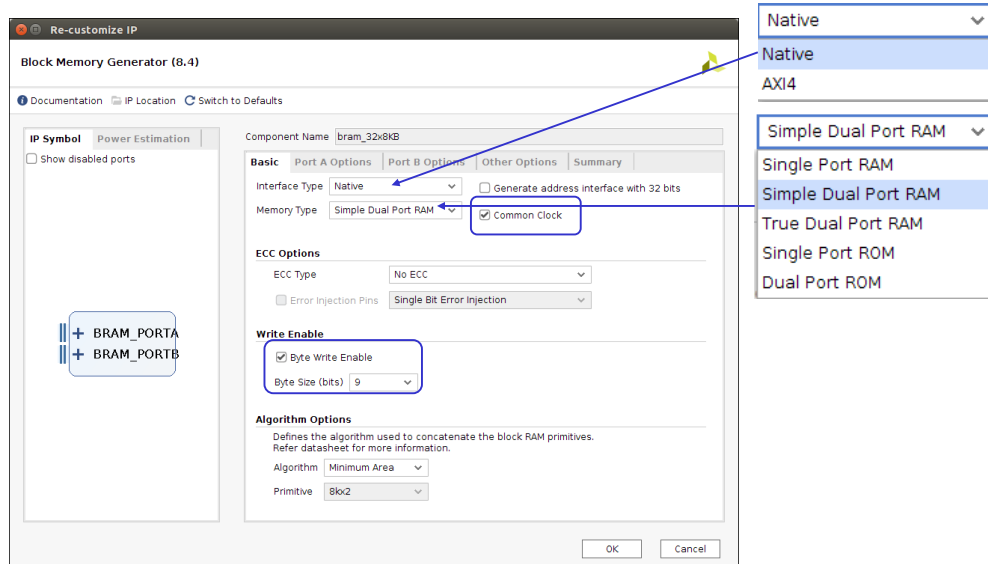 Re-customize IP
Block Memory Generator (8.4)
Documentation IP Location Switch to Defaults
IP Symbol Power Estimation
Show disabled ports
BRAM_PORTA
BRAM_PORTB
Component Name bram_32x8KB
Basic Port A Options Port B Options Other Options Summary
Interface Type Native Generate address interface with 32 bits
Memory Type Simple Dual Port RAM Common Clock
ECC Options
ECC Type No ECC
Error Injection Pins Single Bit Error Injection
Write Enable
Byte Write Enable
Byte Size (bits) 9
Algorithm Options
Defines the algorithm used to concatenate the block RAM primitives.
Refer datasheet for more information.
Algorithm Minimum Area
Primitive 8kx2
OK Cancel
Native
Native
AXI4
Simple Dual Port RAM
Single Port RAM
Simple Dual Port RAM
True Dual Port RAM
Single Port ROM
Dual Port ROM